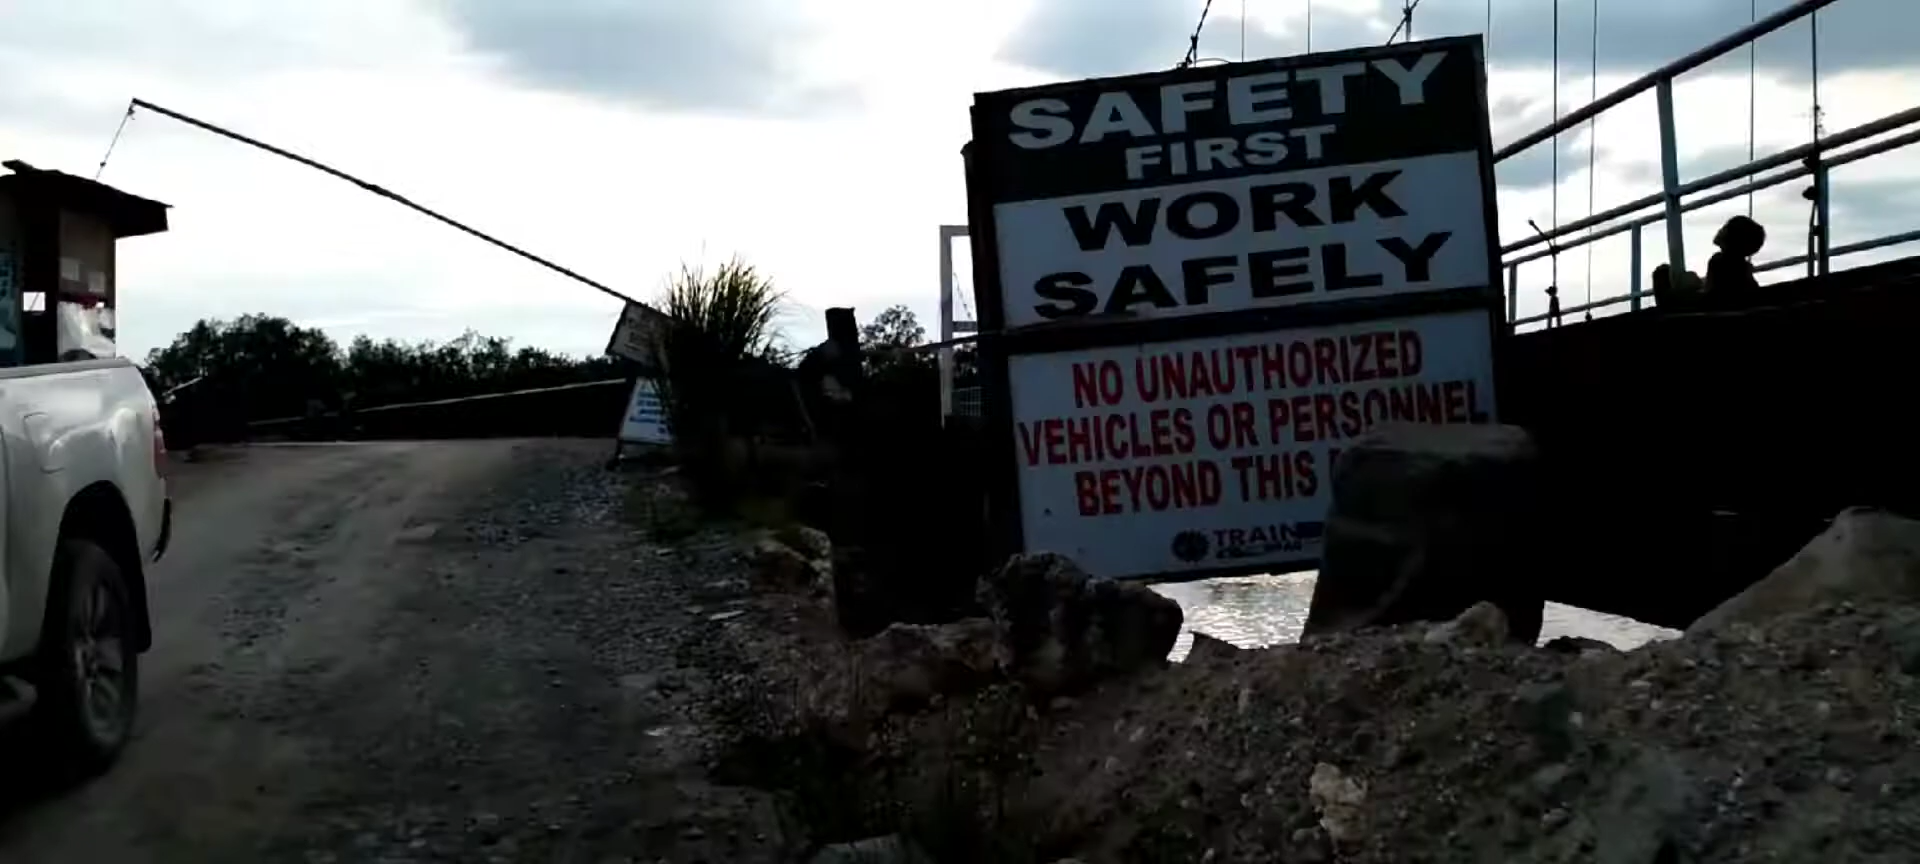 SAFETY
FIRST
WORK
SAFELY
NO UNAUTHORIZED
VEHICLES OR PERSONNEL
BEYOND THIS
TRAIN